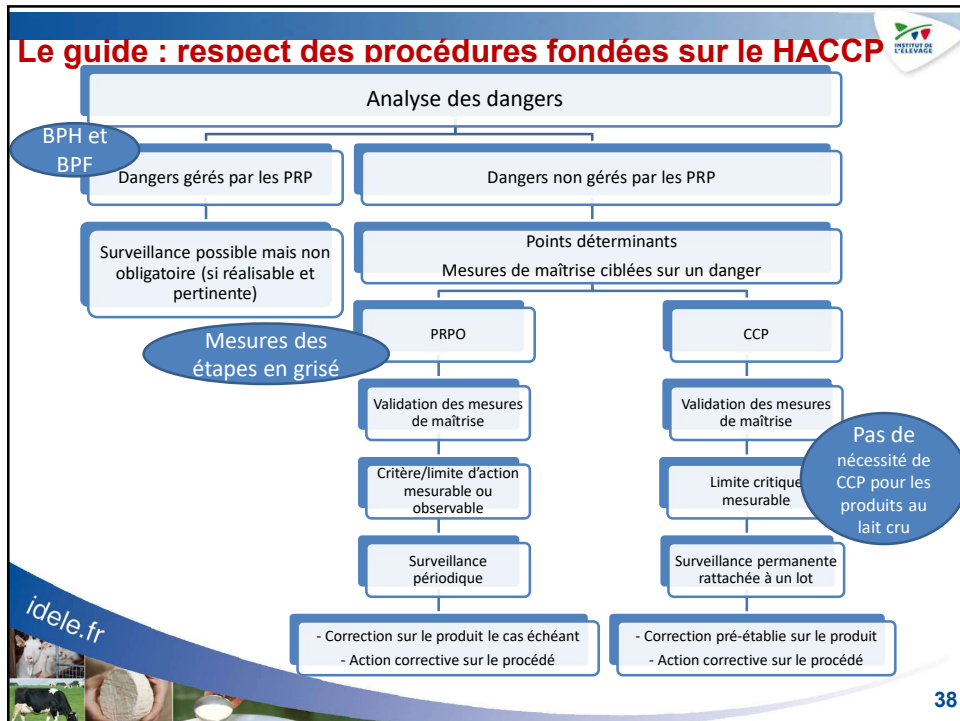 Le guide : respect des procédures fondées sur le HACCP
INSTITUT DE
L'ELEVAGE
Analyse des dangers
BPH et
BPF
Dangers gérés par les PRP
Dangers non gérés par les PRP
Surveillance possible mais non
obligatoire (si réalisable et
pertinente)
Points déterminants
Mesures de maîtrise ciblées sur un danger
Mesures des
étapes en grisé
PRPO
CCP
Validation des mesures
de maîtrise
Validation des mesures
de maîtrise
Pas de
nécessité de
CCP pour les
produits au
lait cru
Critère/limite d'action
mesurable ou
observable
Limite critique
mesurable
Surveillance
périodique
Surveillance permanente
rattachée à un lot
- Correction sur le produit le cas échéant
- Action corrective sur le procédé
- Correction pré-établie sur le produit
- Action corrective sur le procédé
idele.fr
38